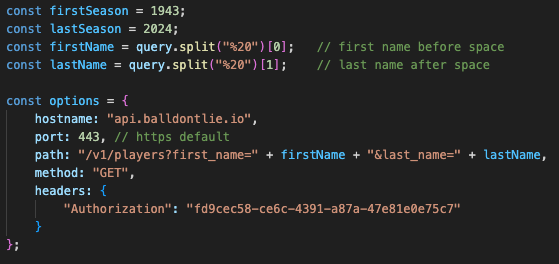 const firstSeason = 1943;
const lastSeason = 2024;
const firstName = query.split("%20")[0];   // first name before space
const lastName = query.split("%20")[1];    // last name after space

const options = {
    hostname: "api.balldontlie.io",
    port: 443, // https default
    path: "/v1/players?first_name=" + firstName + "&last_name=" + lastName,
    method: "GET",
    headers: {
        "Authorization": "fd9cec58-ce6c-4391-a87a-47e81e0e75c7"
    }
};